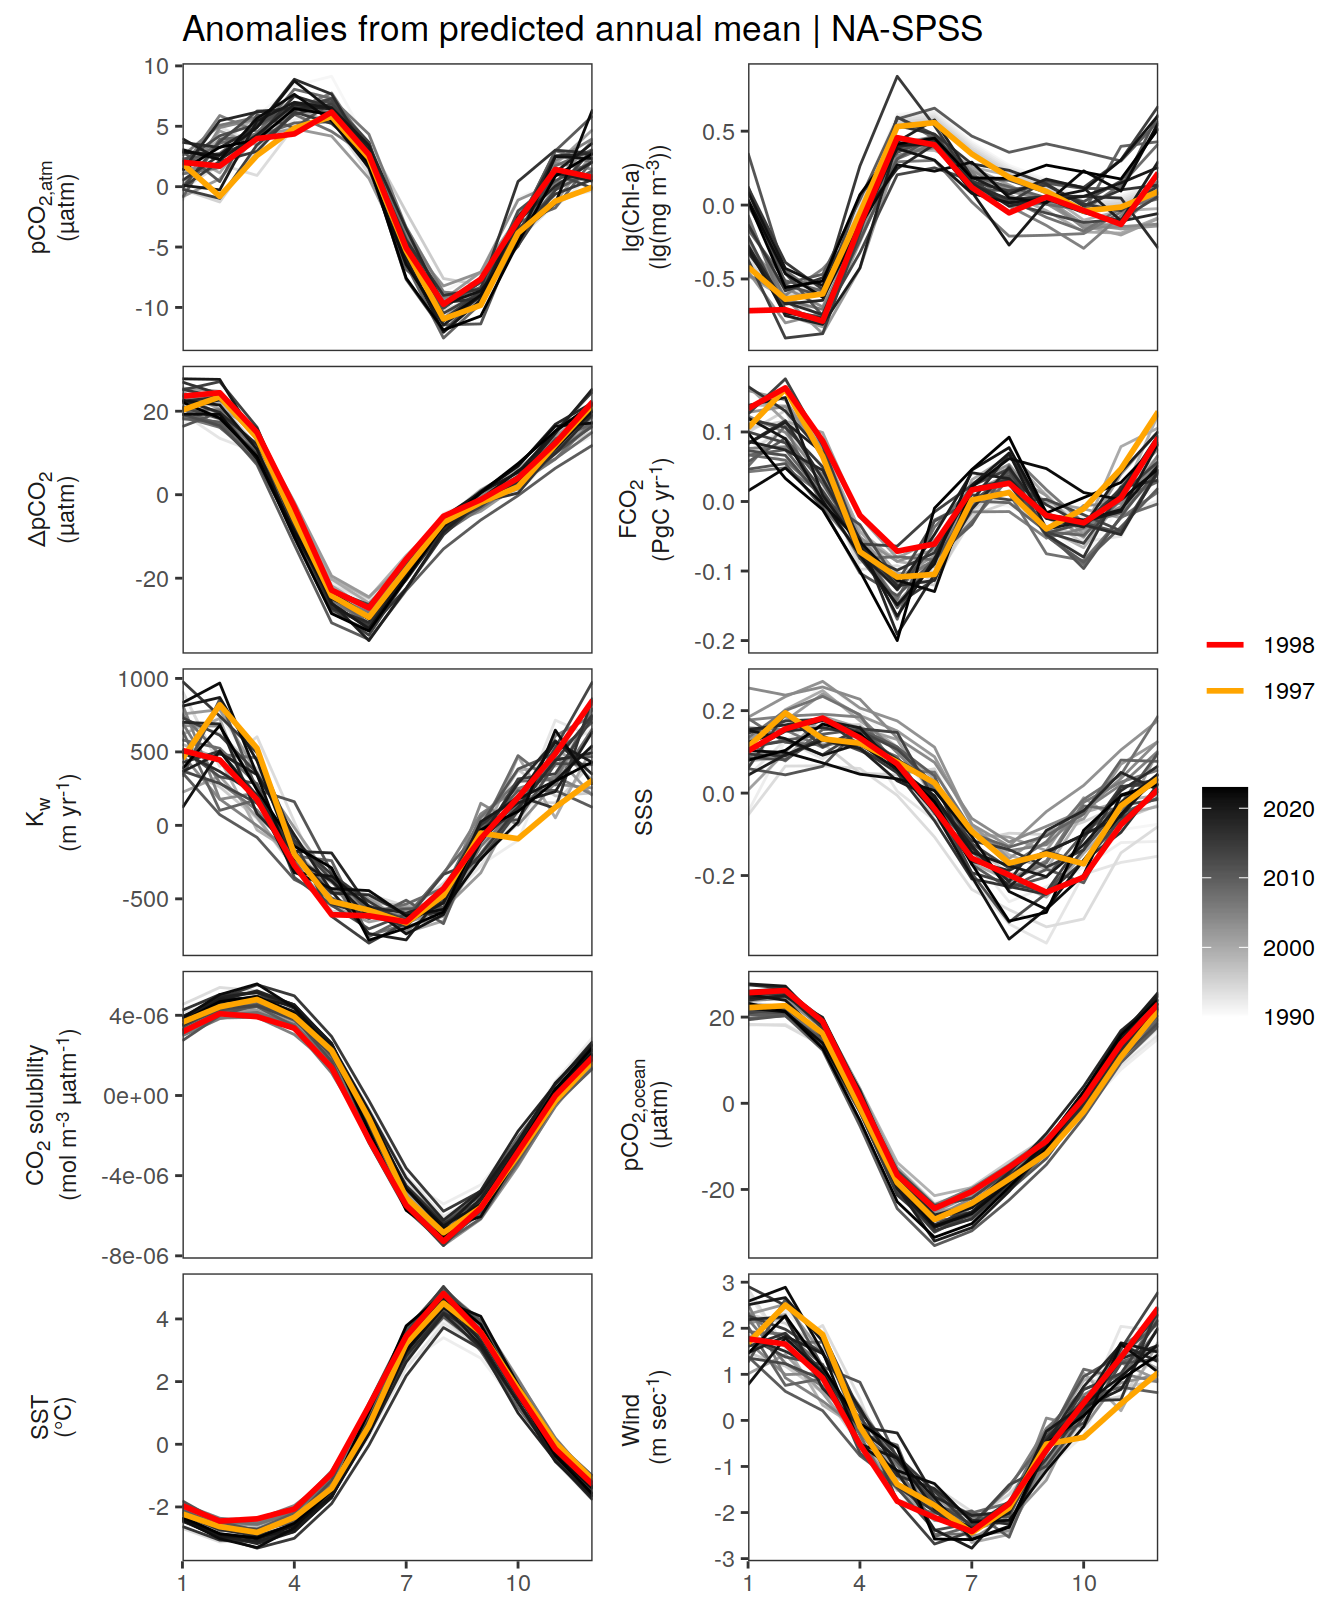 Anomalies from predicted annual mean | NA-SPSS
pCO2,atm
(µatm)
10
5
0
-5
-10
lg(Chl-a)
(lg(mg m-3))
0.5
0.0
-0.5
ΔpCO2
(µatm)
20
0
-20
FCO2
(PgC yr-1)
0.1
0.0
-0.1
-0.2
Kw
(m yr-1)
1000
500
0
-500
SSS
0.2
0.0
-0.2
CO2 solubility
(mol m-3 µatm-1)
4e-06
0e+00
-4e-06
-8e-06
pCO2,ocean
(µatm)
20
0
-20
SST
(°C)
4
2
0
-2
1
4
7
10
Wind
(m sec-1)
3
2
1
0
-1
-2
-3
1
4
7
10
1998
1997
2020
2010
2000
1990